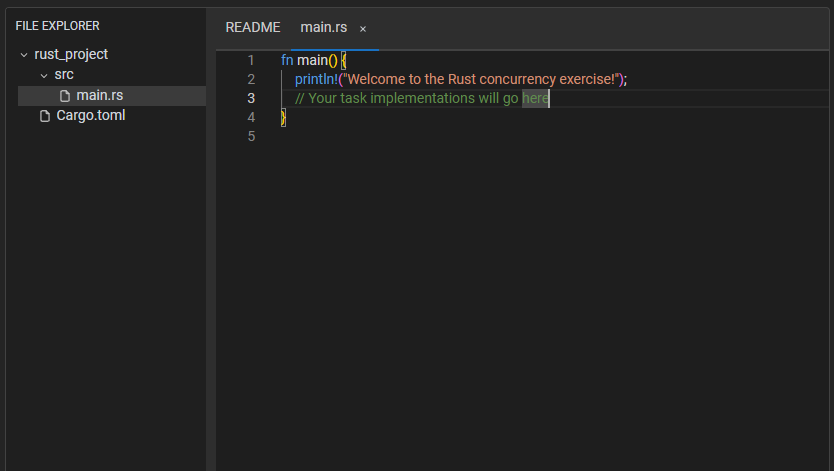 FILE EXPLORER
rust_project
src
main.rs
Cargo.toml
README main.rs ×
1 fn main() {
2 println!("Welcome to the Rust concurrency exercise!");
3 // Your task implementations will go here
4 }
5